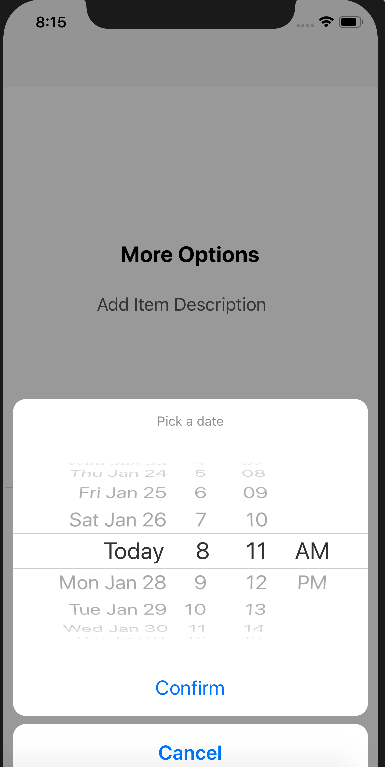 8:15
More Options
Add Item Description
Pick a date
Thu Jan 24 5 08
Fri Jan 25 6 09
Sat Jan 26 7 10
Today 8 11 AM
Mon Jan 28 9 12 PM
Tue Jan 29 10 13
Wed Jan 30 11 14
Confirm
Cancel